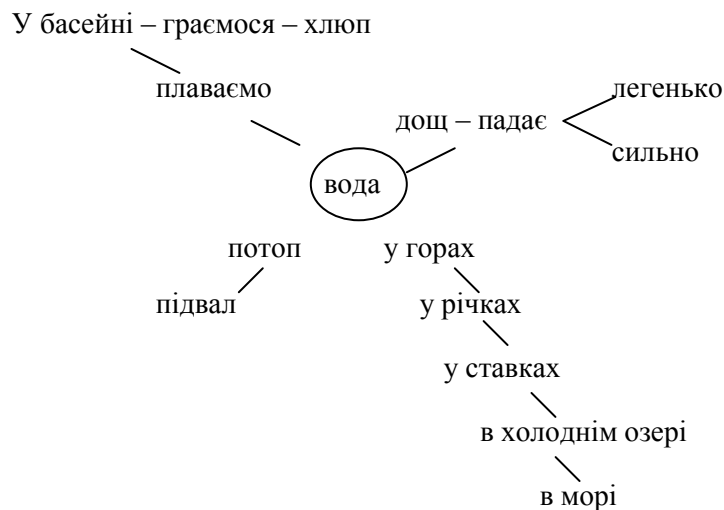 У басейні – граємося – хлюп
плаваємо
легенько
дощ – падає
сильно
вода
потоп
у горах
підвал
у річках
у ставках
в холоднім озері
в морі